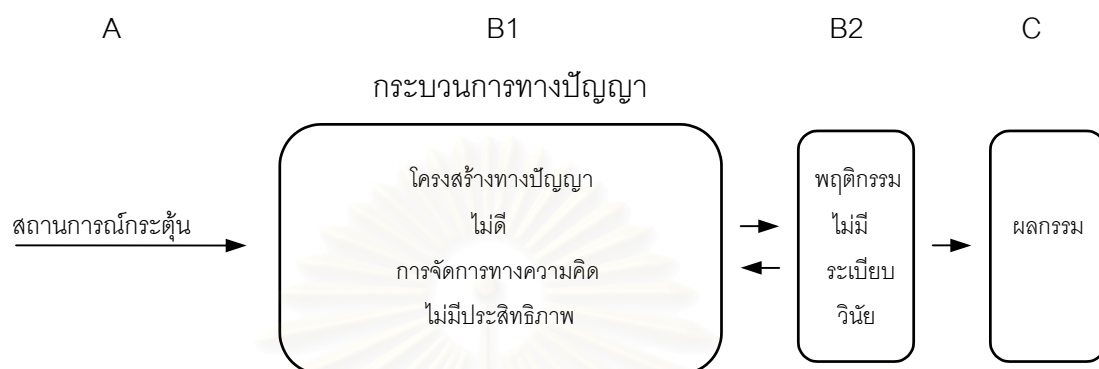 A B1 B2 C
กระบวนการทางปัญญา
สถานการณ์กระตุ้น
โครงสร้างทางปัญญา
ไม่ดี
การจัดการทางความคิด
ไม่มีประสิทธิภาพ
พฤติกรรม
ไม่มี
ระเบียบ
วินัย
ผลกรรม